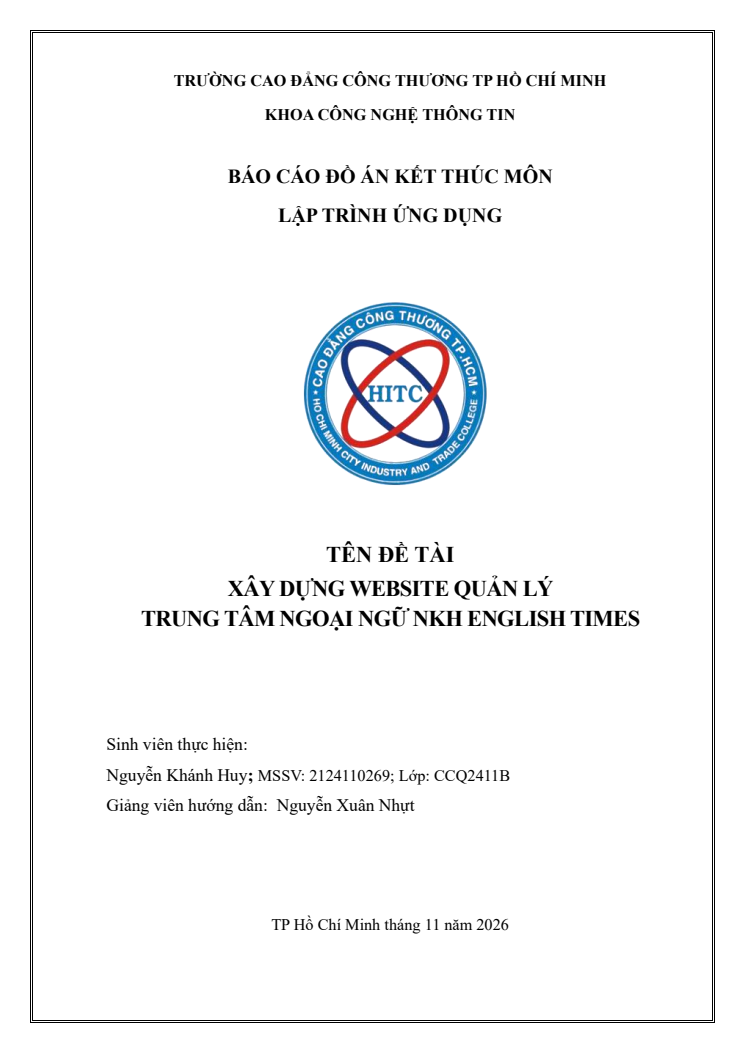 TRƯỜNG CAO ĐẲNG CÔNG THƯƠNG TP HỒ CHÍ MINH
KHOA CÔNG NGHỆ THÔNG TIN
BÁO CÁO ĐỒ ÁN KẾT THÚC MÔN
LẬP TRÌNH ỨNG DỤNG
CAO ĐẲNG CÔNG THƯƠNG TP.HCM
HITC
HO CHI MINH CITY INDUSTRY AND TRADE COLLEGE
TÊN ĐỀ TÀI
XÂY DỰNG WEBSITE QUẢN LÝ
TRUNG TÂM NGOẠI NGỮ NKH ENGLISH TIMES
Sinh viên thực hiện:
Nguyễn Khánh Huy; MSSV: 2124110269; Lớp: CCQ2411B
Giảng viên hướng dẫn: Nguyễn Xuân Nhựt
TP Hồ Chí Minh tháng 11 năm 2026